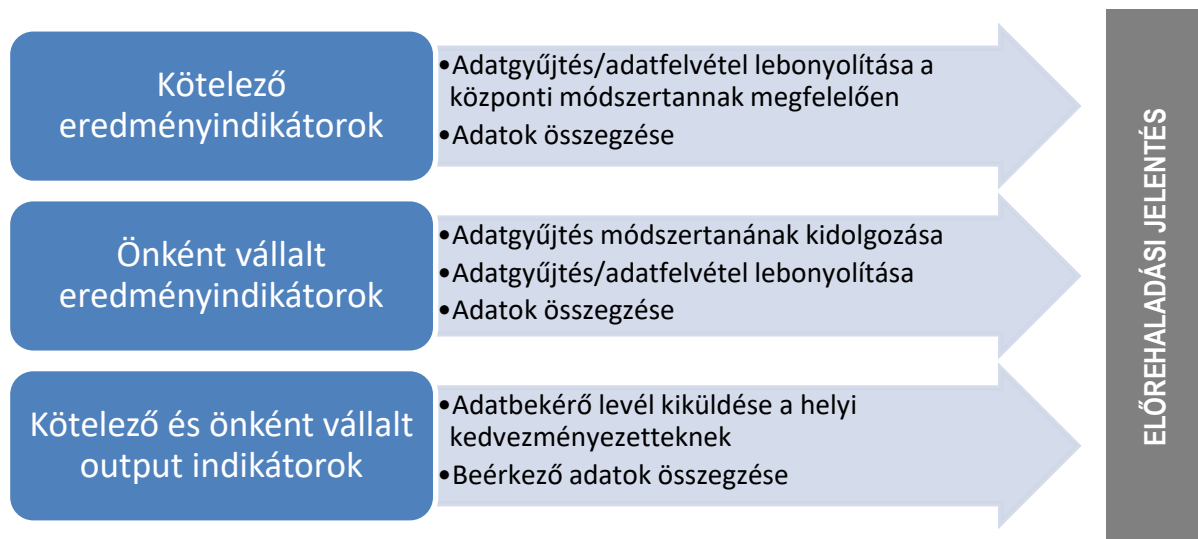 Kötelező
eredményindikátorok
•Adatgyűjtés/adatfelvétel lebonyolítása a
központi módszertannak megfelelően
•Adatok összegzése
Önként vállalt
eredményindikátorok
•Adatgyűjtés módszertanának kidolgozása
•Adatgyűjtés/adatfelvétel lebonyolítása
•Adatok összegzése
Kötelező és önként vállalt
output indikátorok
•Adatbekérő levél kiküldése a helyi
kedvezményezetteknek
•Beérkező adatok összegzése
ELŐREHALADÁSI JELENTÉS